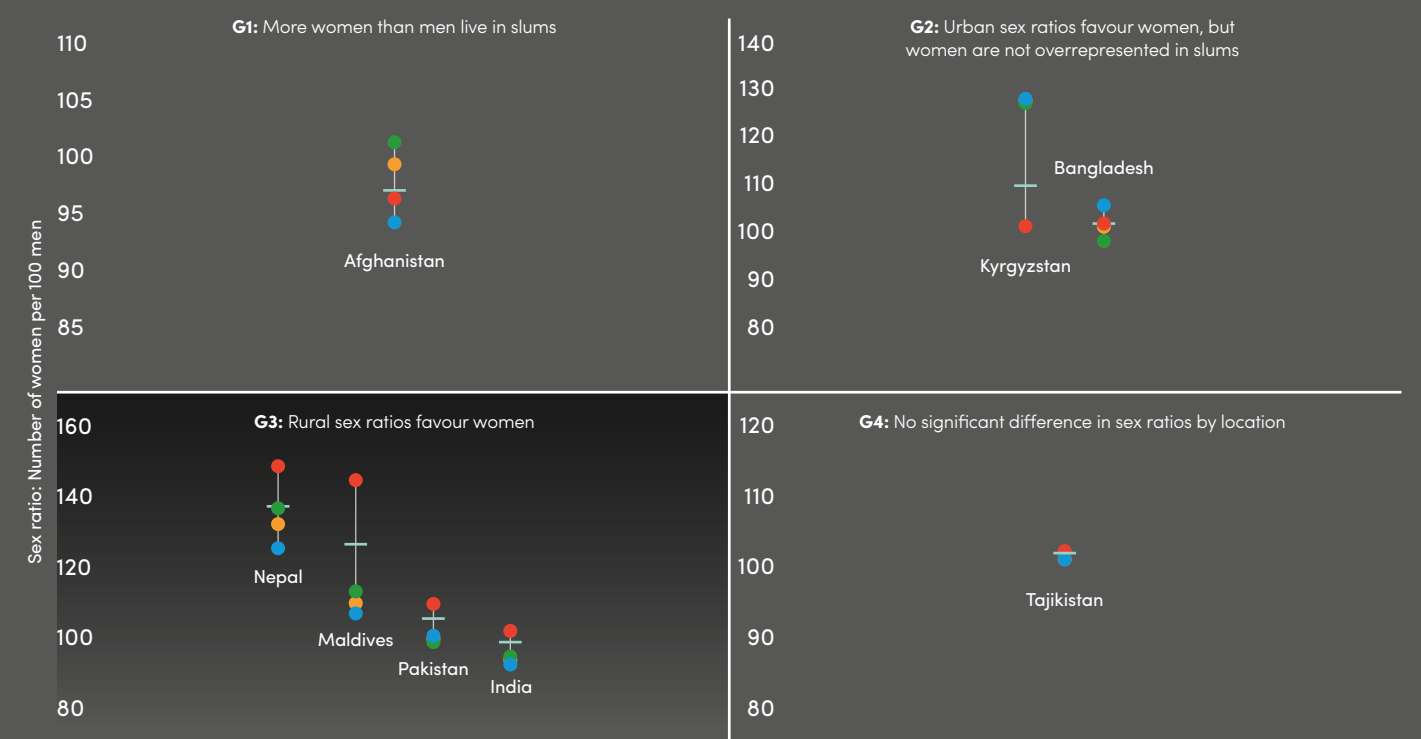 Sex ratio: Number of women per 100 men
G1: More women than men live in slums
110
105
100
95
90
85
Afghanistan
G2: Urban sex ratios favour women, but
women are not overrepresented in slums
140
130
120
110
100
90
80
Bangladesh
Kyrgyzstan
G3: Rural sex ratios favour women
160
140
120
100
80
Nepal
Maldives
Pakistan
India
G4: No significant difference in sex ratios by location
120
110
100
90
80
Tajikistan